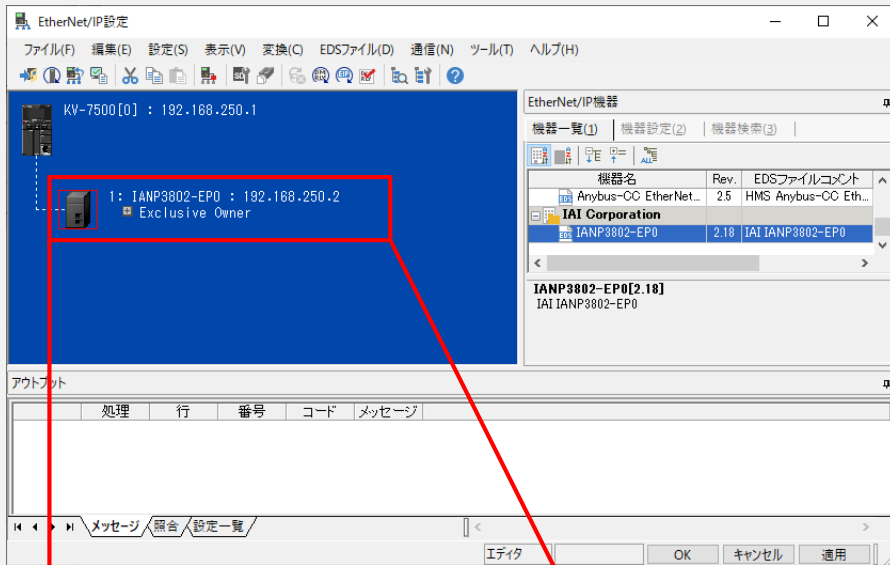 EtherNet/IP設定
ファイル(F) 編集(E) 設定(S) 表示(V) 変換(C) EDSファイル(D) 通信(N) ツール(T) ヘルプ(H)
KV-7500[0] : 192.168.250.1
1: IANP3802-EP0 : 192.168.250.2
Exclusive Owner
EtherNet/IP機器
機器一覧(1) 機器設定(2) 機器検索(3)
ALL
機器名 Rev. EDSファイルコメント
EDS Anybus-CC EtherNet... 2.5 HMS Anybus-CC Eth...
IAI Corporation
EDS IANP3802-EP0 2.18 IAI IANP3802-EP0
IANP3802-EP0[2.18]
IAI IANP3802-EP0
アウトプット
処理 行 番号 コード メッセージ
メッセージ 照合 設定一覧
エディタ OK キャンセル 適用